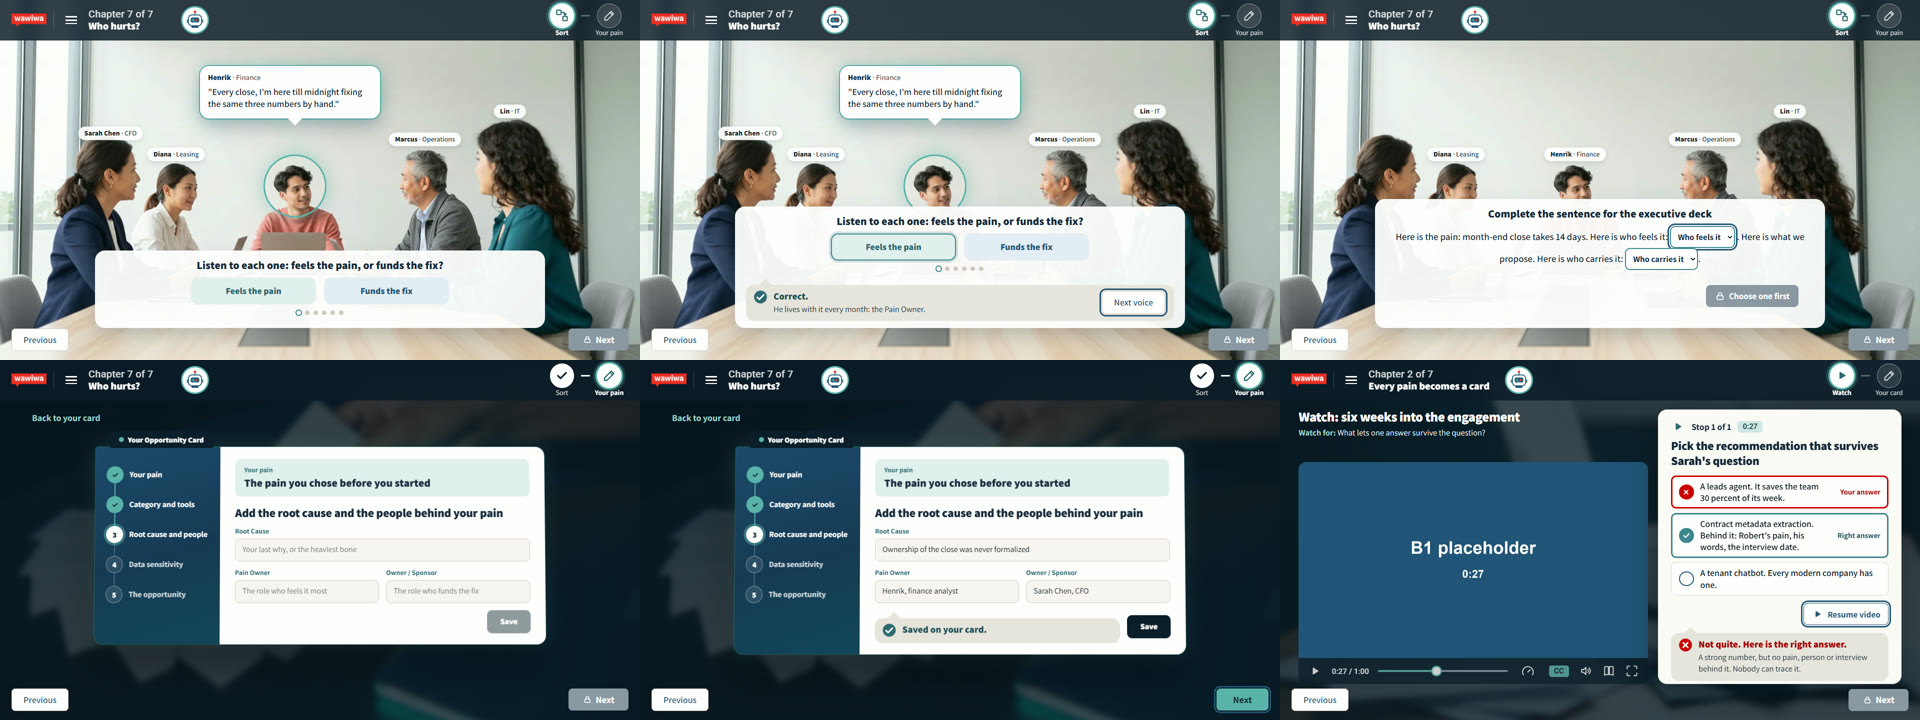 wawiwa
Chapter 7 of 7
Who hurts?
Sort
Your pain
Henrik · Finance
"Every close, I'm here till midnight fixing
the same three numbers by hand."
Lin · IT
Sarah Chen · CFO
Marcus · Operations
Diana · Leasing
Listen to each one: feels the pain, or funds the fix?
Feels the pain
Funds the fix
Previous
Next
wawiwa
Chapter 7 of 7
Who hurts?
Sort
Your pain
Henrik · Finance
"Every close, I'm here till midnight fixing
the same three numbers by hand."
Lin · IT
Sarah Chen · CFO
Marcus · Operations
Diana · Leasing
Listen to each one: feels the pain, or funds the fix?
Feels the pain
Funds the fix
Correct.
He lives with it every month: the Pain Owner.
Next voice
Previous
Next
wawiwa
Chapter 7 of 7
Who hurts?
Sort
Your pain
Lin · IT
Marcus · Operations
Diana · Leasing
Henrik · Finance
Complete the sentence for the executive deck
Here is the pain: month-end close takes 14 days. Here is who feels it: Who feels it . Here is what we
propose. Here is who carries it: Who carries it .
Choose one first
Previous
Next
wawiwa
Chapter 7 of 7
Who hurts?
Sort
Your pain
Back to your card
Your Opportunity Card
Your pain
Category and tools
3 Root cause and people
4 Data sensitivity
5 The opportunity
Your pain
The pain you chose before you started
Add the root cause and the people behind your pain
Root Cause
Your last why, or the heaviest bone
Pain Owner
Owner / Sponsor
The role who feels it most
The role who funds the fix
Save
Previous
Next
wawiwa
Chapter 7 of 7
Who hurts?
Sort
Your pain
Back to your card
Your Opportunity Card
Your pain
Category and tools
3 Root cause and people
4 Data sensitivity
5 The opportunity
Your pain
The pain you chose before you started
Add the root cause and the people behind your pain
Root Cause
Ownership of the close was never formalized
Pain Owner
Owner / Sponsor
Henrik, finance analyst
Sarah Chen, CFO
Saved on your card.
Save
Previous
Next
wawiwa
Chapter 2 of 7
Every pain becomes a card
Watch
Your card
Watch: six weeks into the engagement
Watch for: What lets one answer survive the question?
B1 placeholder
0:27
0:27 / 1:00
CC
Stop 1 of 1
0:27
Pick the recommendation that survives
Sarah's question
A leads agent. It saves the team
30 percent of its week.
Your answer
Contract metadata extraction.
Behind it: Robert's pain, his
words, the interview date.
Right answer
A tenant chatbot. Every modern company has
one.
Resume video
Not quite. Here is the right answer.
A strong number, but no pain, person or interview
behind it. Nobody can trace it.
Previous
Next